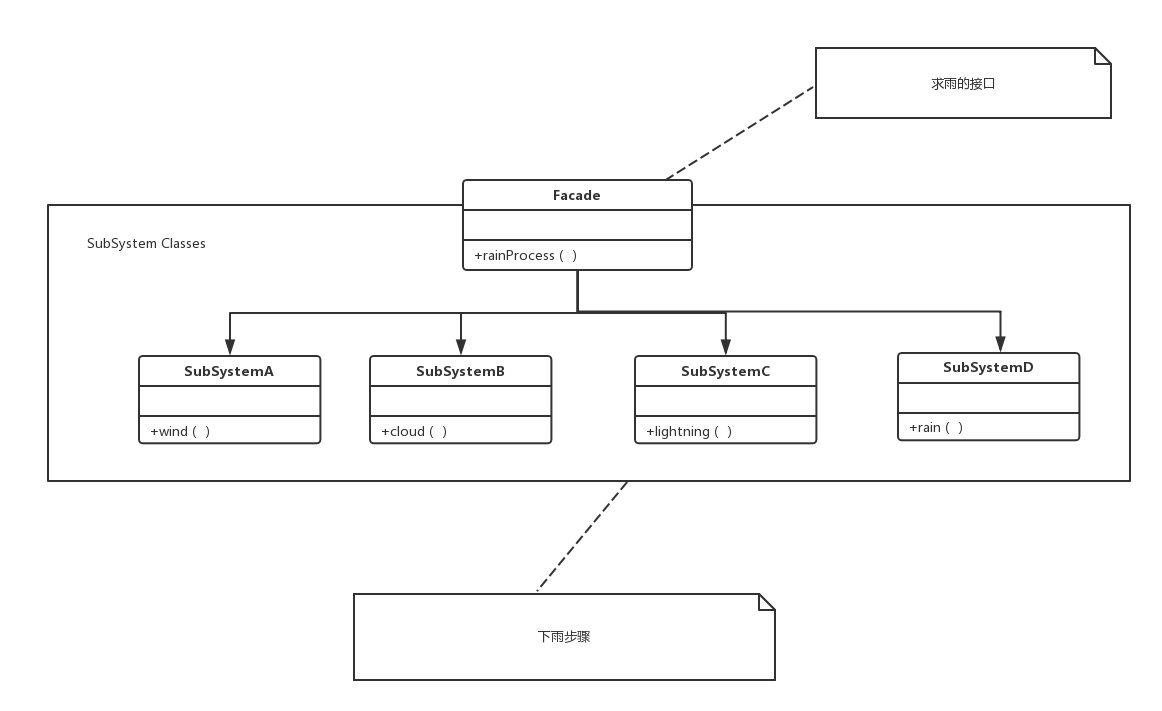 求雨的接口
Facade
SubSystem Classes
+rainProcess (  )
SubSystemA
SubSystemB
SubSystemC
SubSystemD
+wind (  )
+cloud (  )
+lightning (  )
+rain (  )
下雨步骤